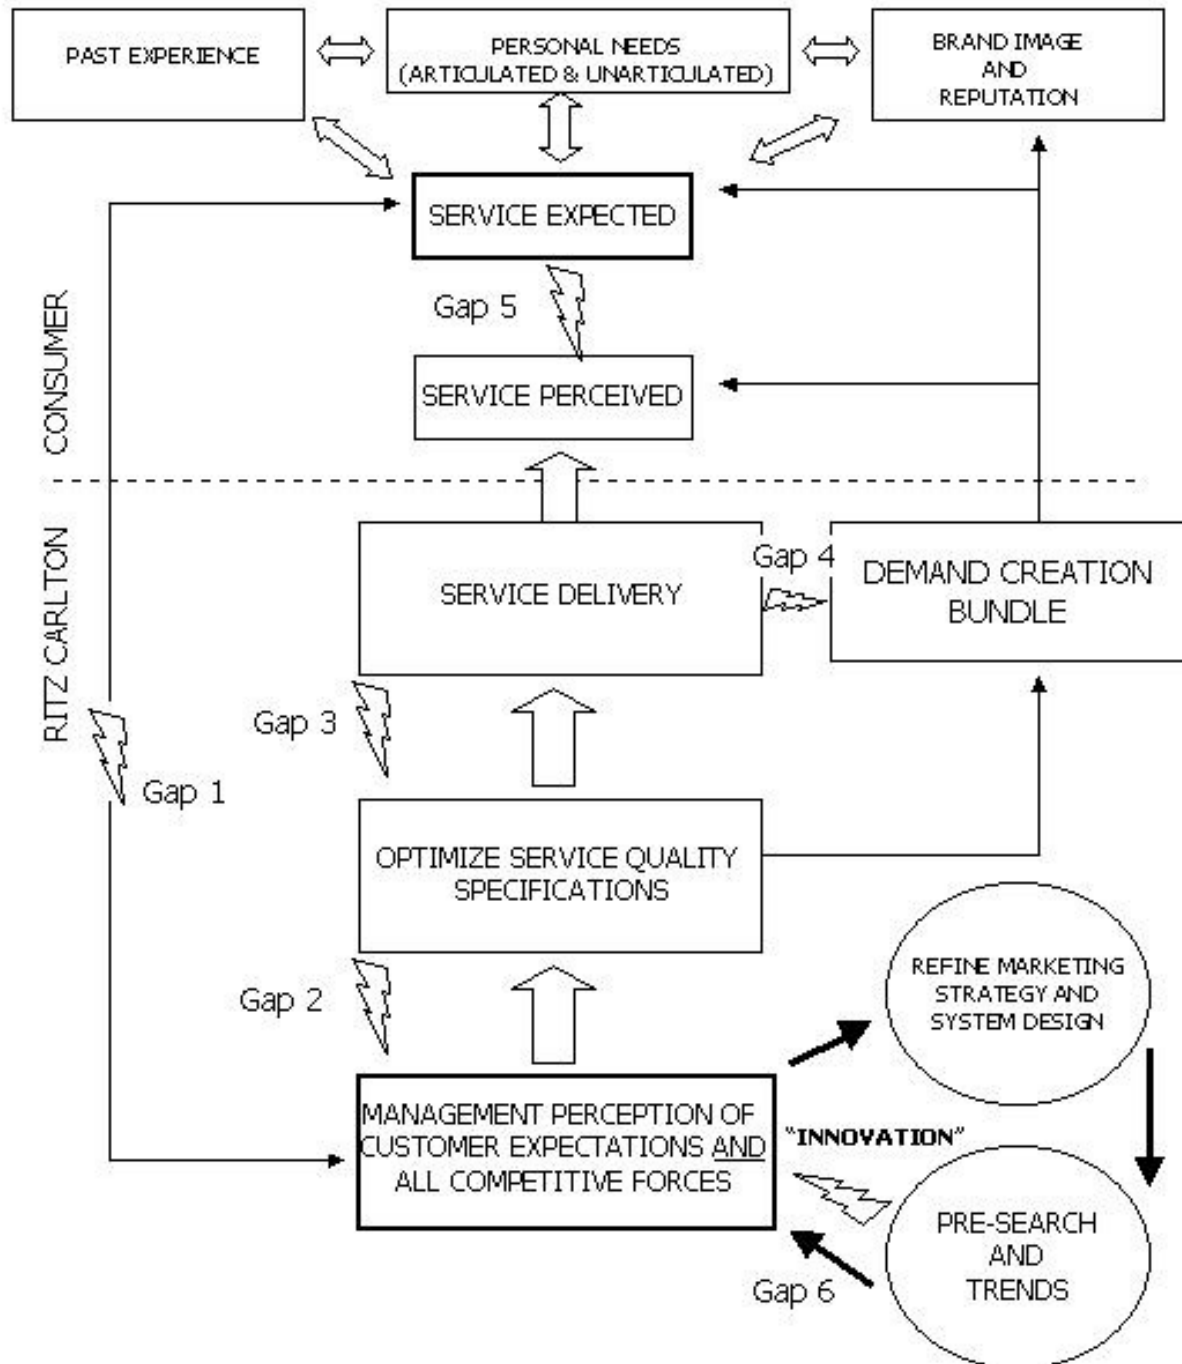 PAST EXPERIENCE
PERSONAL NEEDS
(ARTICULATED & UNARTICULATED)
BRAND IMAGE
AND
REPUTATION
SERVICE EXPECTED
Gap 5
SERVICE PERCEIVED
CONSUMER
RITZ CARLTON
SERVICE DELIVERY
Gap 4
DEMAND CREATION
BUNDLE
Gap 3
Gap 1
OPTIMIZE SERVICE QUALITY
SPECIFICATIONS
Gap 2
REFINE MARKETING
STRATEGY AND
SYSTEM DESIGN
MANAGEMENT PERCEPTION OF
CUSTOMER EXPECTATIONS AND
ALL COMPETITIVE FORCES
"INNOVATION"
PRE-SEARCH
AND
TRENDS
Gap 6